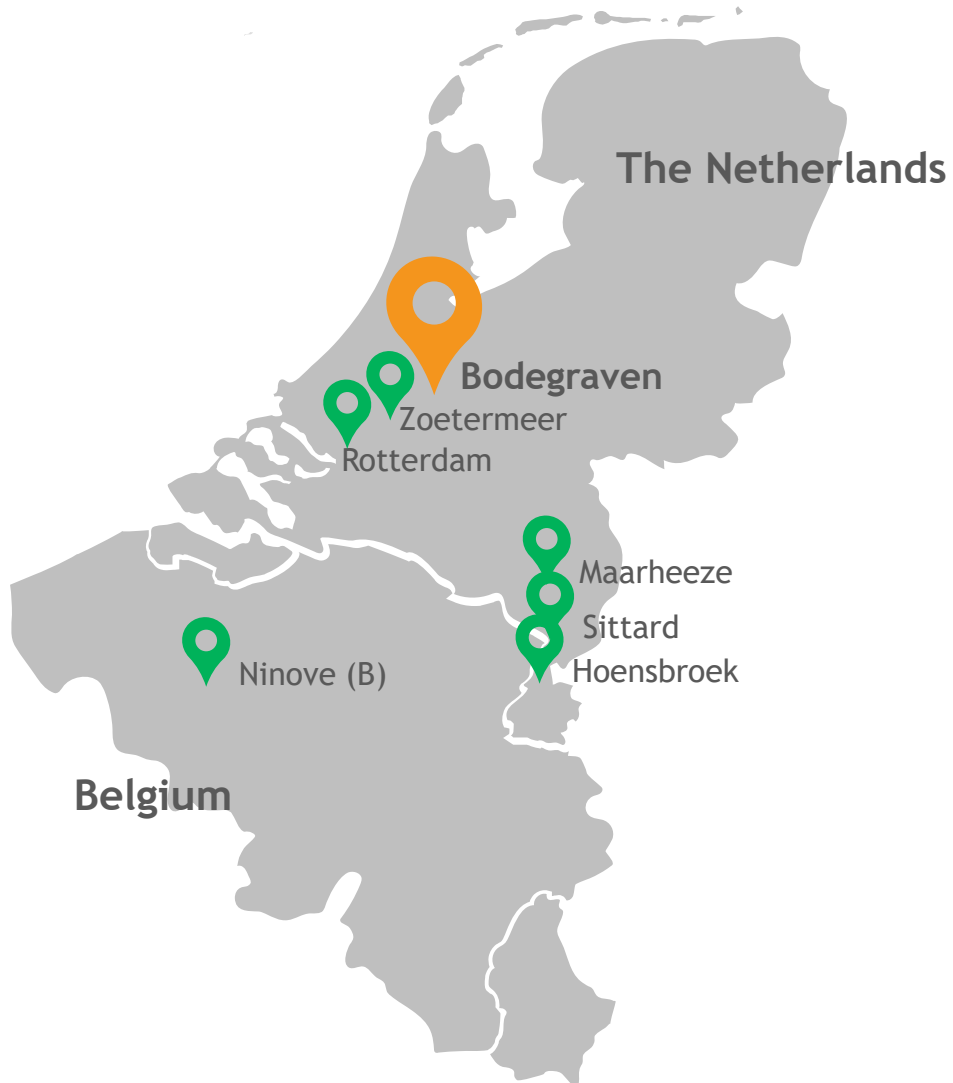 The Netherlands
Bodegraven
Zoetermeer
Rotterdam
Maarheeze
Sittard
Hoensbroek
Ninove (B)
Belgium